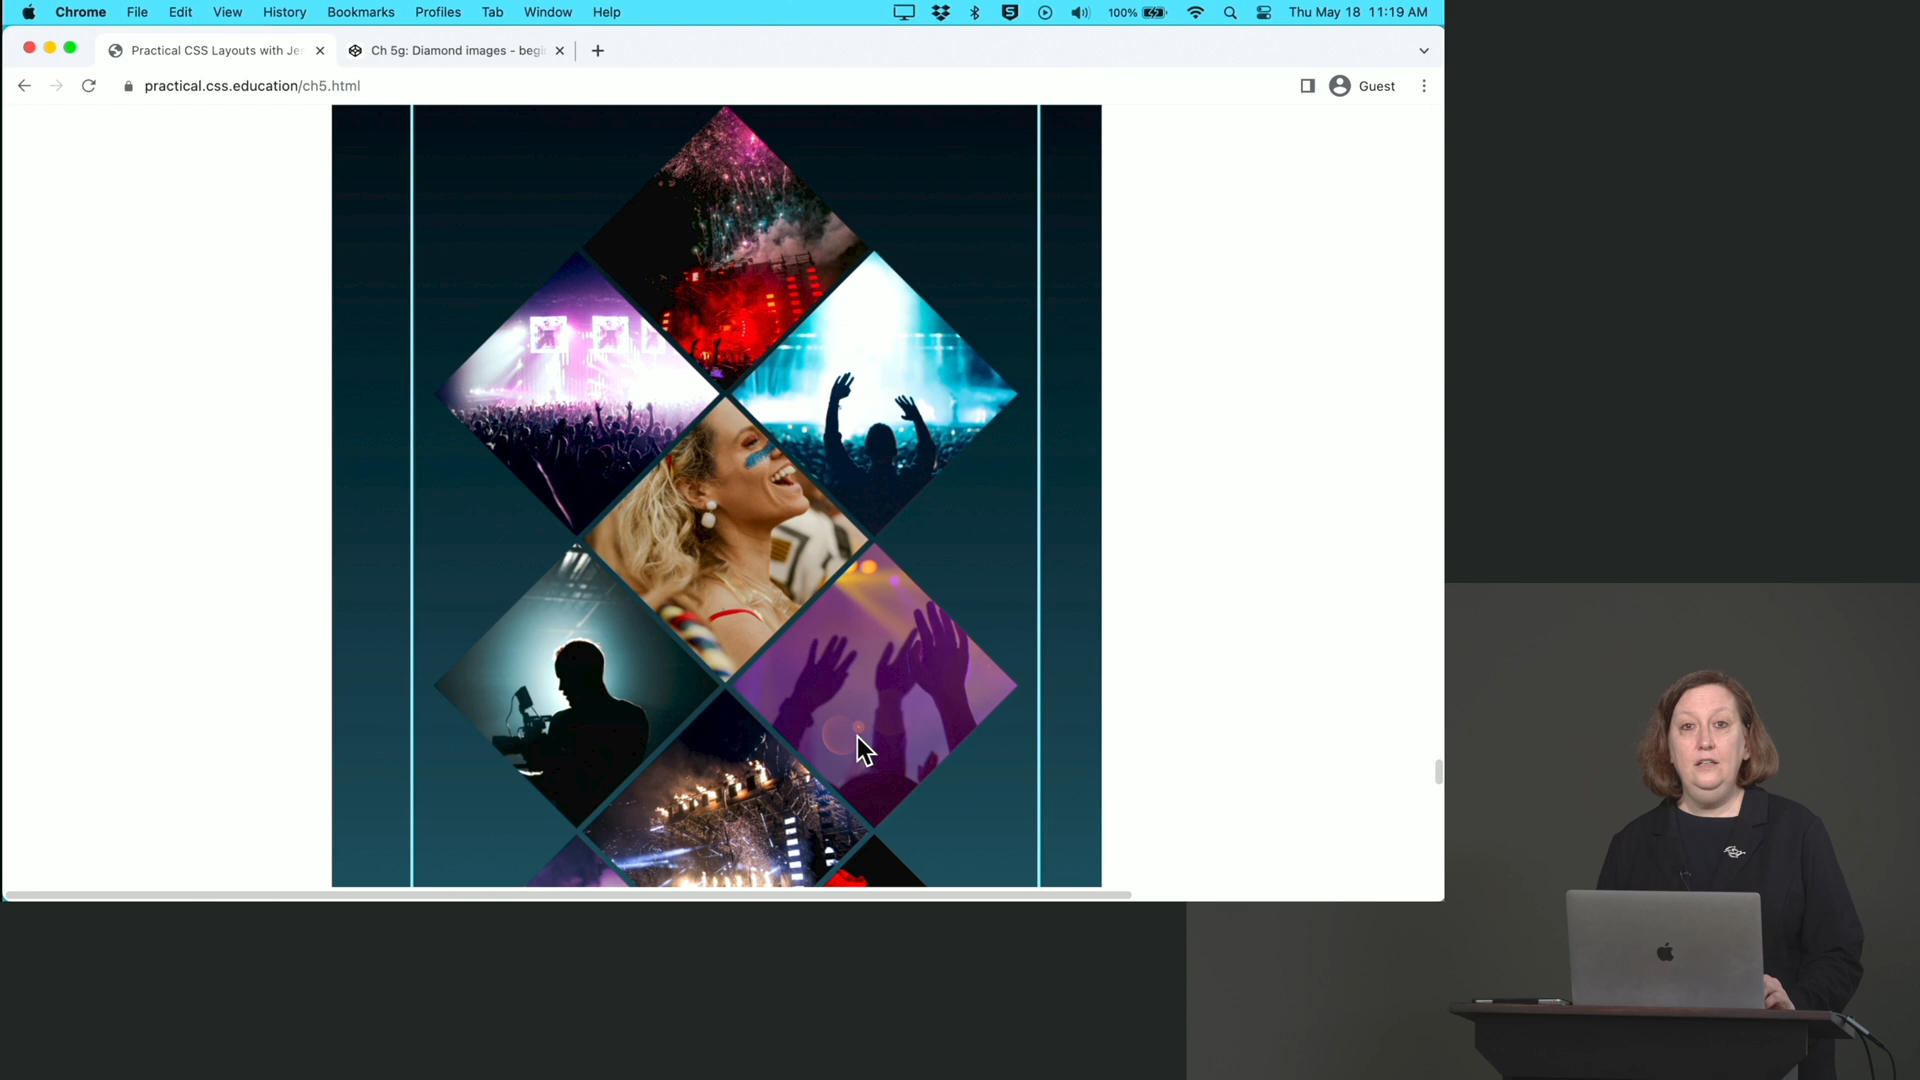 Chrome File Edit View History Bookmarks Profiles Tab Window Help 100% Thu May 18 11:19 AM
Practical CSS Layouts with Je Ch 5g: Diamond images - begi
practical.css.education/ch5.html Guest